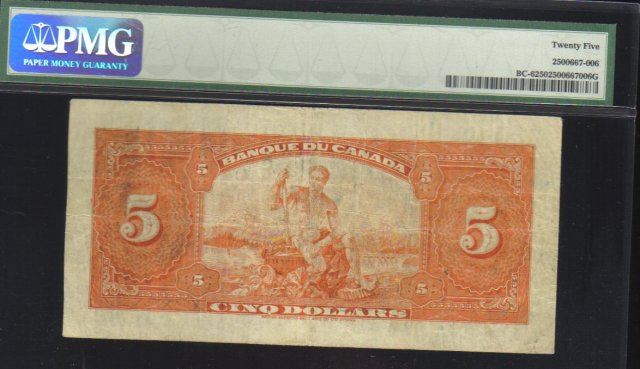 PMG
PAPER MONEY GUARANTY
Twenty Five
2500667-006
BC-62502500667006G
BANQUE DU CANADA
5
5
5
5
5
5
CINQ DOLLARS